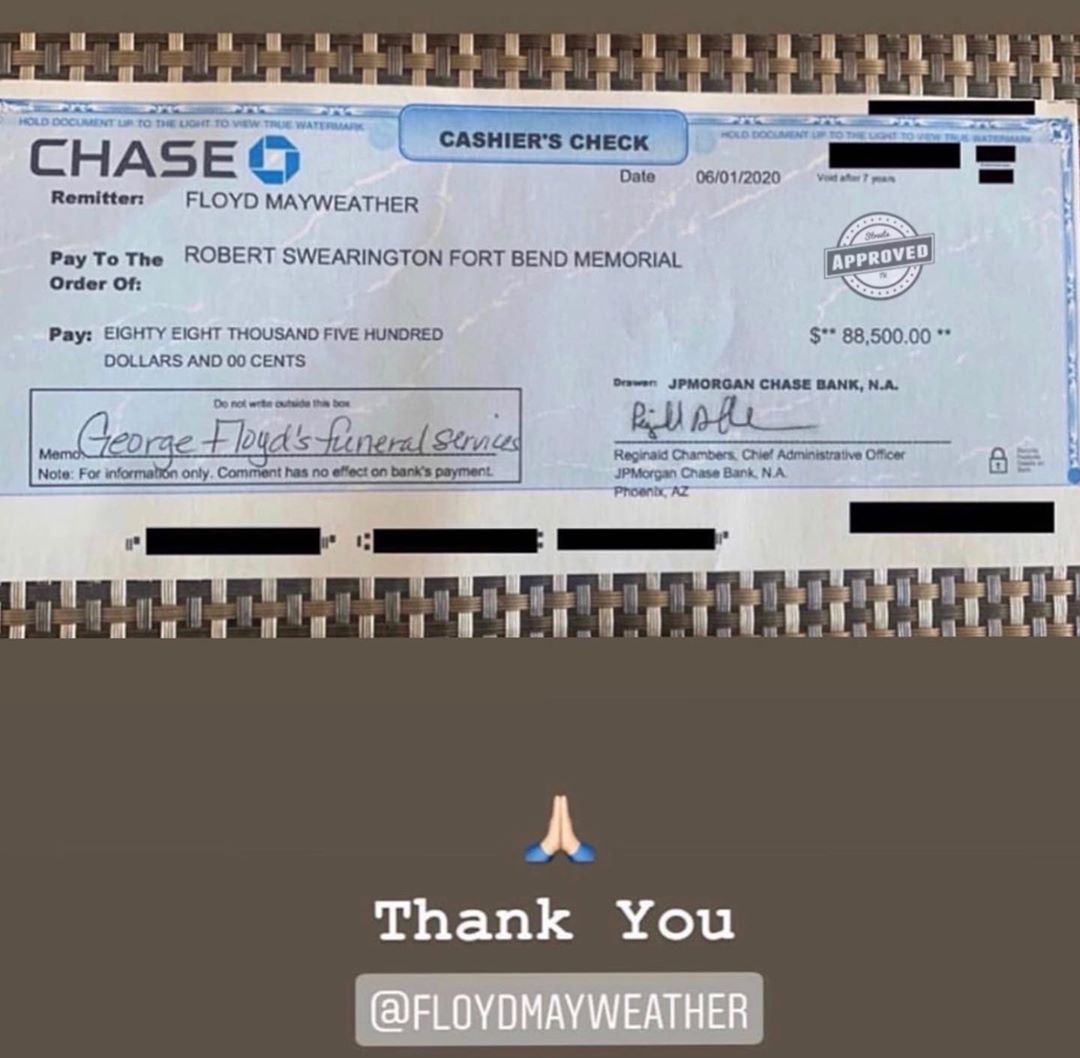 HOLD DOCUMENT UP TO THE LIGHT TO VIEW TRUE WATERMARK
CASHIER'S CHECK
HOLD DOCUMENT UP TO THE LIGHT TO VIEW TRUE WATERMARK
CHASE
Date 06/01/2020 Void after 7 years
Remitter: FLOYD MAYWEATHER
Pay To The ROBERT SWEARINGTON FORT BEND MEMORIAL
Order Of:
Streets
APPROVED
TV
Pay: EIGHTY EIGHT THOUSAND FIVE HUNDRED
DOLLARS AND 00 CENTS
$** 88,500.00 **
Do not write outside this box
Memo: George Floyd's funeral services
Note: For information only. Comment has no effect on bank's payment.
Drawer: JPMORGAN CHASE BANK, N.A.
Reginald Chambers, Chief Administrative Officer
JPMorgan Chase Bank, N.A.
Phoenix, AZ
Thank You
@FLOYDMAYWEATHER